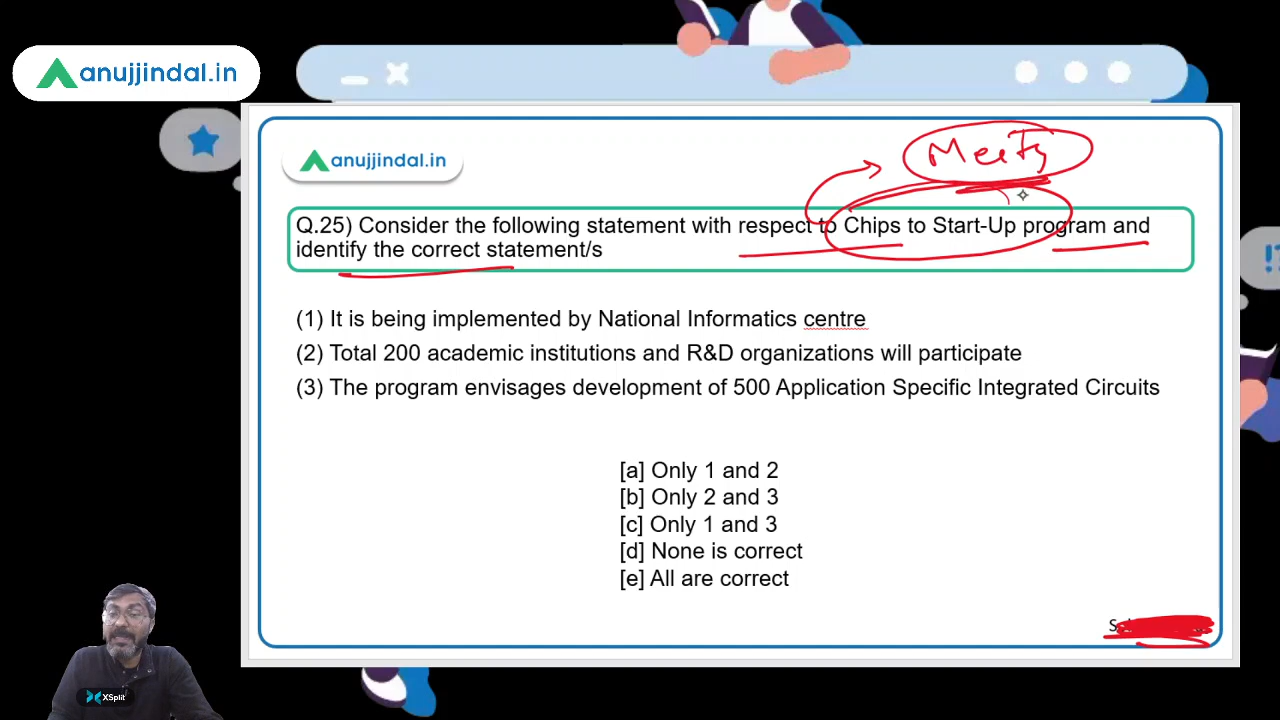 anujjindal.in
anujjindal.in
MeitY
Q.25) Consider the following statement with respect to Chips to Start-Up program and
identify the correct statement/s
(1) It is being implemented by National Informatics centre
(2) Total 200 academic institutions and R&D organizations will participate
(3) The program envisages development of 500 Application Specific Integrated Circuits
[a] Only 1 and 2
[b] Only 2 and 3
[c] Only 1 and 3
[d] None is correct
[e] All are correct
XSplit